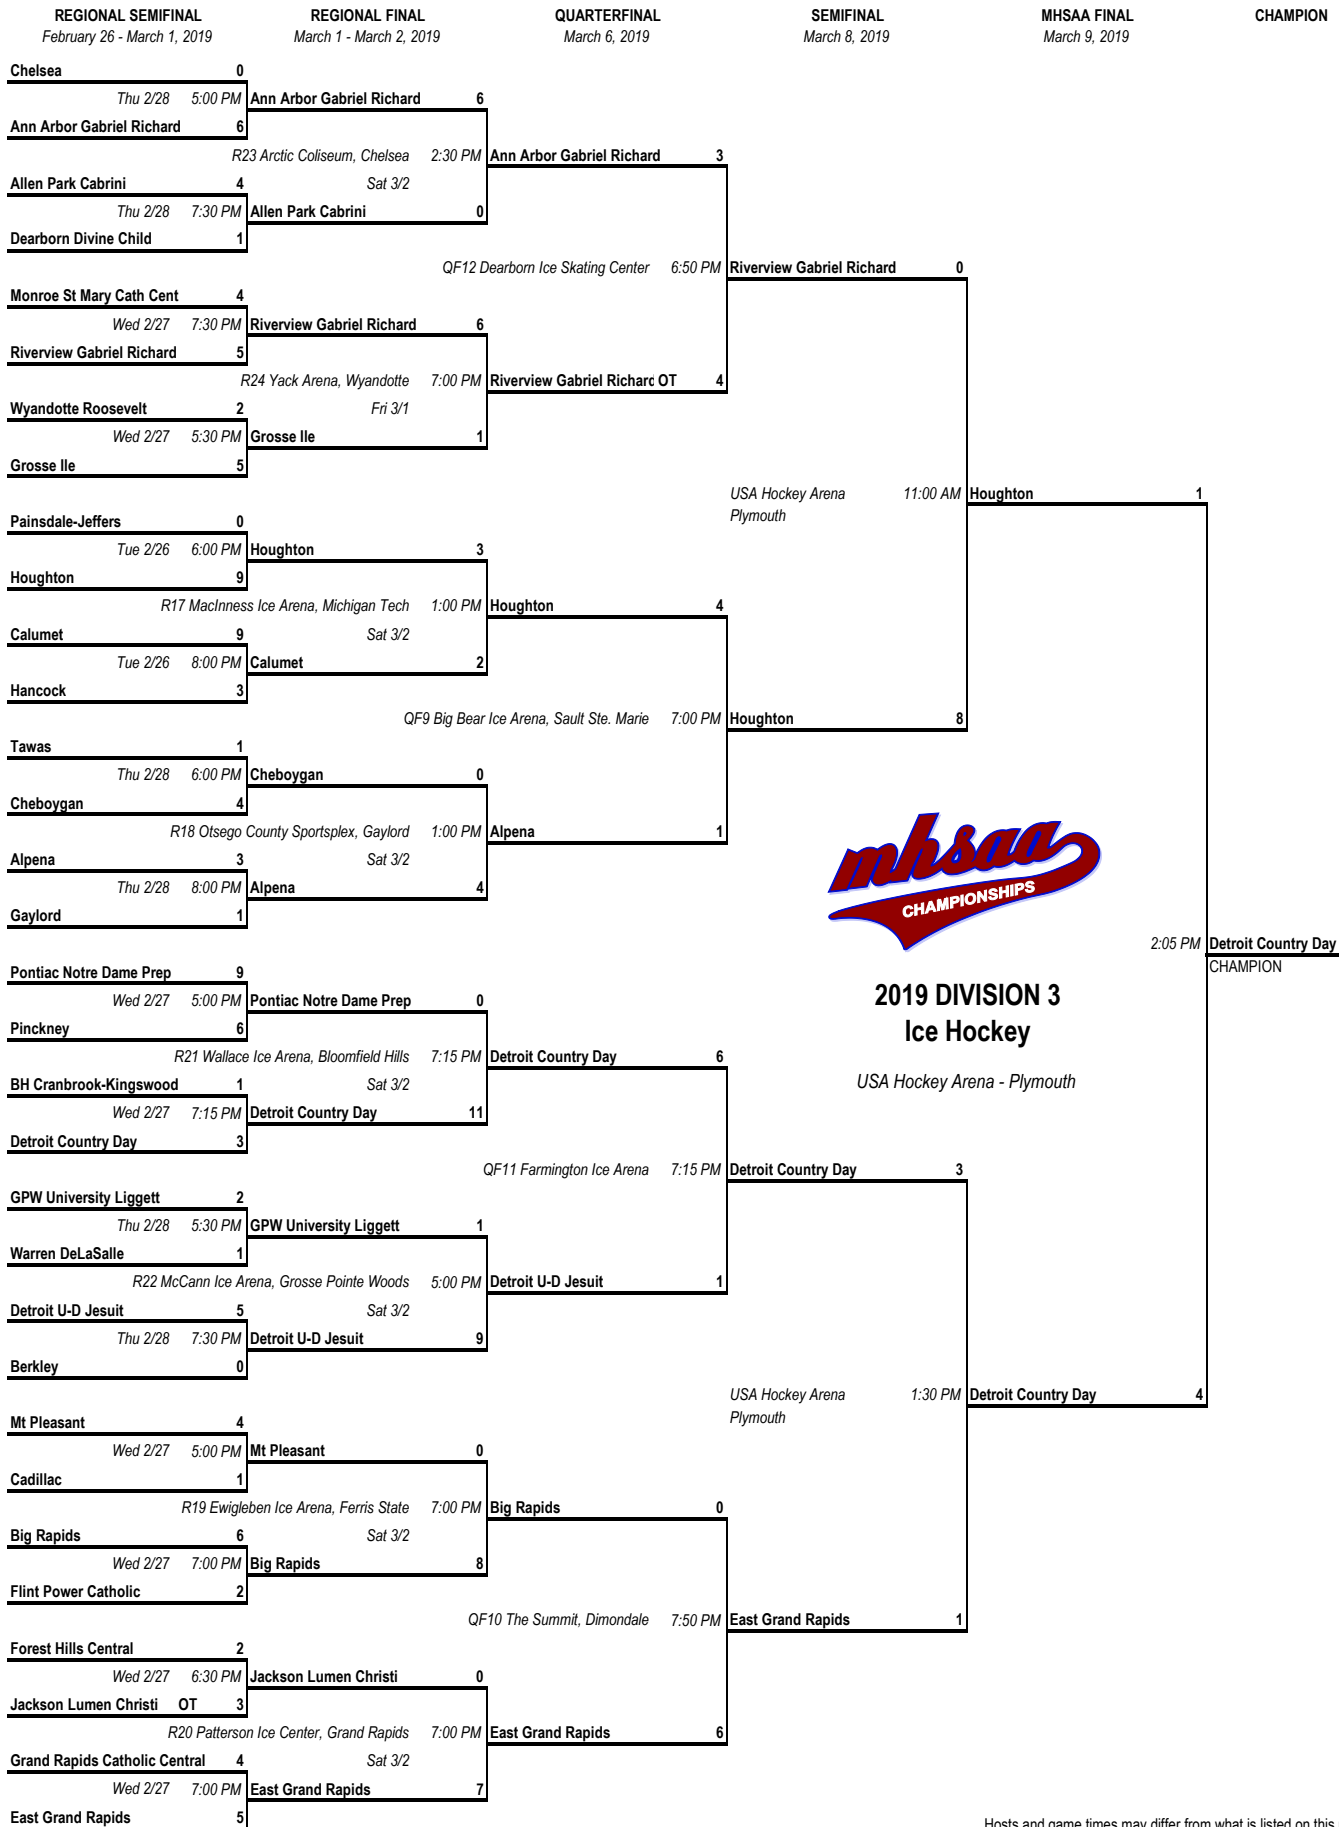 REGIONAL SEMIFINAL REGIONAL FINAL QUARTERFINAL SEMIFINAL MHSAA FINAL CHAMPION
February 26 - March 1, 2019 March 1 - March 2, 2019 March 6, 2019 March 8, 2019 March 9, 2019
Chelsea 0
Thu 2/28 5:00 PM Ann Arbor Gabriel Richard 6
Ann Arbor Gabriel Richard 6
R23 Arctic Coliseum, Chelsea 2:30 PM Ann Arbor Gabriel Richard 3
Allen Park Cabrini 4 Sat 3/2
Thu 2/28 7:30 PM Allen Park Cabrini 0
Dearborn Divine Child 1
QF12 Dearborn Ice Skating Center 6:50 PM Riverview Gabriel Richard 0
Monroe St Mary Cath Cent 4
Wed 2/27 7:30 PM Riverview Gabriel Richard 6
Riverview Gabriel Richard 5
R24 Yack Arena, Wyandotte 7:00 PM Riverview Gabriel Richard OT 4
Wyandotte Roosevelt 2 Fri 3/1
Wed 2/27 5:30 PM Grosse Ile 1
Grosse Ile 5
USA Hockey Arena 11:00 AM Houghton 1
Plymouth
Painsdale-Jeffers 0
Tue 2/26 6:00 PM Houghton 3
Houghton 9
R17 MacInness Ice Arena, Michigan Tech 1:00 PM Houghton 4
Calumet 9 Sat 3/2
Tue 2/26 8:00 PM Calumet 2
Hancock 3
QF9 Big Bear Ice Arena, Sault Ste. Marie 7:00 PM Houghton 8
Tawas 1
Thu 2/28 6:00 PM Cheboygan 0
Cheboygan 4
R18 Otsego County Sportsplex, Gaylord 1:00 PM Alpena 1
Alpena 3 Sat 3/2
mhsaa
Thu 2/28 8:00 PM Alpena 4
CHAMPIONSHIPS
Gaylord 1
2:05 PM Detroit Country Day
CHAMPION
Pontiac Notre Dame Prep 9
Wed 2/27 5:00 PM Pontiac Notre Dame Prep 0
2019 DIVISION 3
Pinckney 6
Ice Hockey
R21 Wallace Ice Arena, Bloomfield Hills 7:15 PM Detroit Country Day 6
BH Cranbrook-Kingswood 1 Sat 3/2
USA Hockey Arena - Plymouth
Wed 2/27 7:15 PM Detroit Country Day 11
Detroit Country Day 3
QF11 Farmington Ice Arena 7:15 PM Detroit Country Day 3
GPW University Liggett 2
Thu 2/28 5:30 PM GPW University Liggett 1
Warren DeLaSalle 1
R22 McCann Ice Arena, Grosse Pointe Woods 5:00 PM Detroit U-D Jesuit 1
Detroit U-D Jesuit 5 Sat 3/2
Thu 2/28 7:30 PM Detroit U-D Jesuit 9
Berkley 0
USA Hockey Arena 1:30 PM Detroit Country Day 4
Plymouth
Mt Pleasant 4
Wed 2/27 5:00 PM Mt Pleasant 0
Cadillac 1
R19 Ewigleben Ice Arena, Ferris State 7:00 PM Big Rapids 0
Big Rapids 6 Sat 3/2
Wed 2/27 7:00 PM Big Rapids 8
Flint Power Catholic 2
QF10 The Summit, Dimondale 7:50 PM East Grand Rapids 1
Forest Hills Central 2
Wed 2/27 6:30 PM Jackson Lumen Christi 0
Jackson Lumen Christi OT 3
R20 Patterson Ice Center, Grand Rapids 7:00 PM East Grand Rapids 6
Grand Rapids Catholic Central 4 Sat 3/2
Wed 2/27 7:00 PM East Grand Rapids 7
East Grand Rapids 5
Hosts and game times may differ from what is listed on this